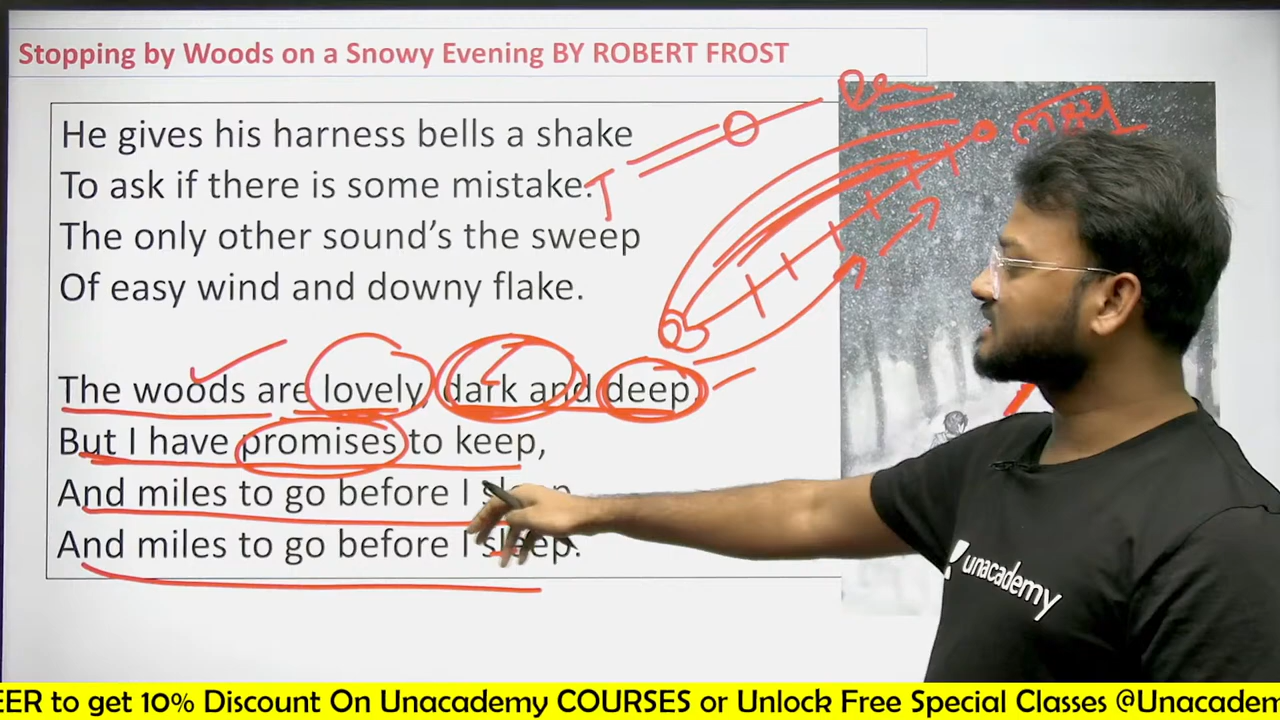 Stopping by Woods on a Snowy Evening BY ROBERT FROST
He gives his harness bells a shake
To ask if there is some mistake.
The only other sound's the sweep
Of easy wind and downy flake.
The woods are lovely, dark and deep.
But I have promises to keep,
And miles to go before I
And miles to go before I sleep.
unacademy
EER to get 10% Discount On Unacademy COURSES or Unlock Free Special Classes @Unacadem